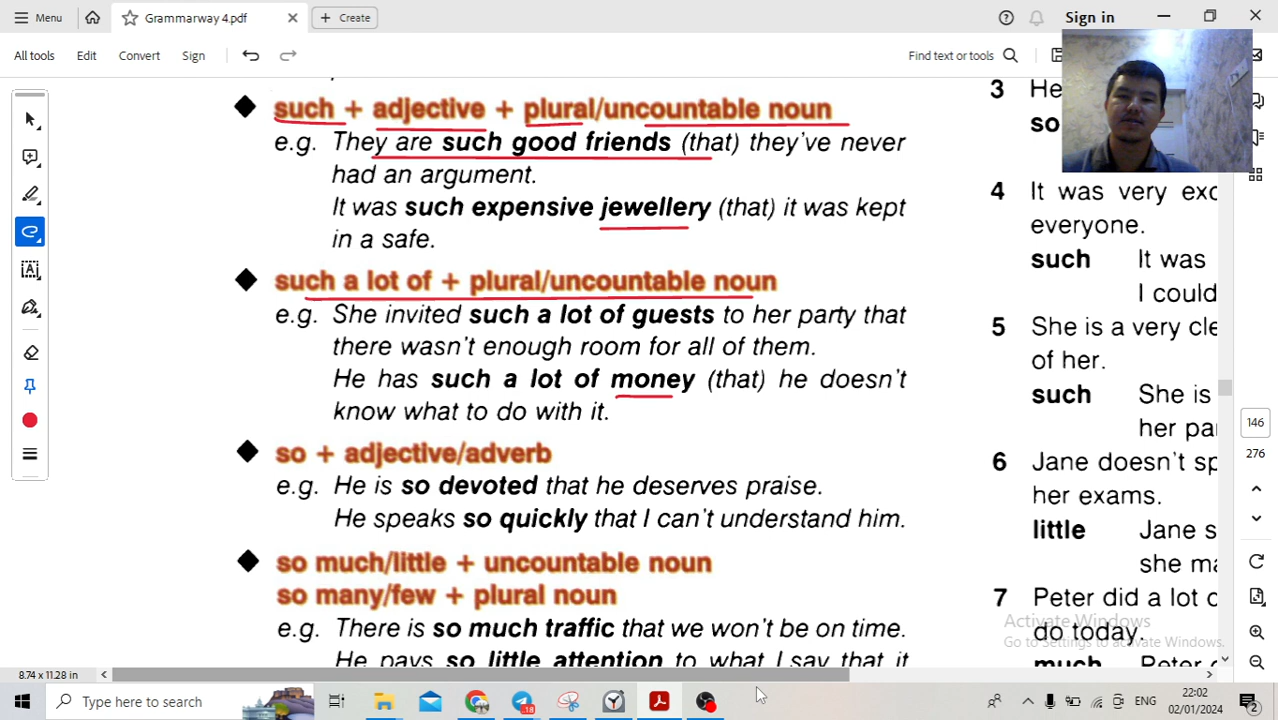 Menu
Grammarway 4.pdf
Create
Sign in
All tools
Edit
Convert
Sign
Find text or tools
such + adjective + plural/uncountable noun
e.g. They are such good friends (that) they've never
had an argument.
It was such expensive jewellery (that) it was kept
in a safe.
such a lot of + plural/uncountable noun
e.g. She invited such a lot of guests to her party that
there wasn't enough room for all of them.
He has such a lot of money (that) he doesn't
know what to do with it.
so + adjective/adverb
e.g. He is so devoted that he deserves praise.
He speaks so quickly that I can't understand him.
so much/little + uncountable noun
so many/few + plural noun
e.g. There is so much traffic that we won't be on time.
He pays so little attention to what I say that it
3 He
so
4 It was very exc
everyone.
such It was
I could
5 She is a very cle
of her.
such She is
her pa
6 Jane doesn't sp
her exams.
little Jane s
she ma
7 Peter did a lot o
do today.
much Peter
Activate Windows
Go to Settings to activate Windows.
146
276
8.74 x 11.28 in
Type here to search
18
ENG
22:02
02/01/2024
2